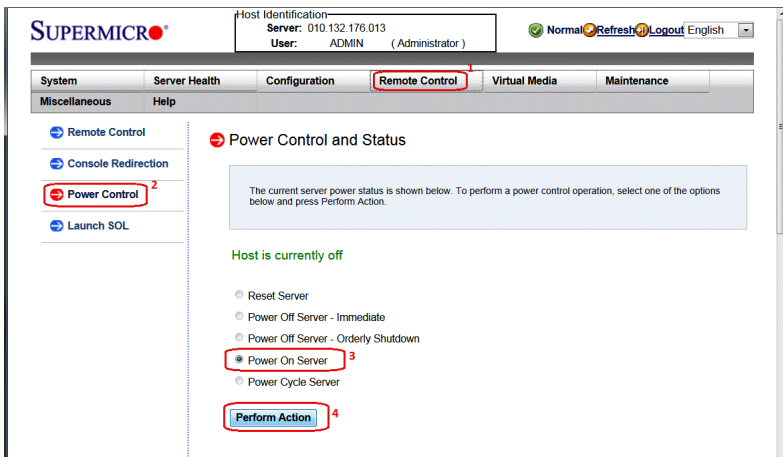 Host Identification
SUPERMICRO
Server: 010.132.176.013
User: ADMIN ( Administrator )
Normal Refresh Logout English
1
System Server Health Configuration Remote Control Virtual Media Maintenance
Miscellaneous Help
Remote Control
Console Redirection
Power Control 2
Launch SOL
Power Control and Status
The current server power status is shown below. To perform a power control operation, select one of the options
below and press Perform Action.
Host is currently off
Reset Server
Power Off Server - Immediate
Power Off Server - Orderly Shutdown
Power On Server 3
Power Cycle Server
Perform Action 4